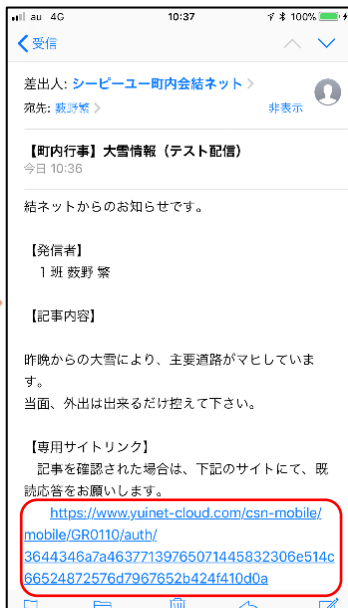 au 4G 10:37 100%
受信
差出人: シーピーユー町内会結ネット
宛先: 薮野繁 非表示
【町内行事】大雪情報（テスト配信）
今日 10:36
結ネットからのお知らせです。
【発信者】
１班 薮野 繁
【記事内容】
昨晩からの大雪により、主要道路がマヒしていま
す。
当面、外出は出来るだけ控えて下さい。
【専用サイトリンク】
記事を確認された場合は、下記のサイトにて、既
読応答をお願いします。
https://www.yuinet-cloud.com/csn-mobile/
mobile/GR0110/auth/
3644346a7a46377139765071445832306e514c
66524872576d7967652b424f410d0a